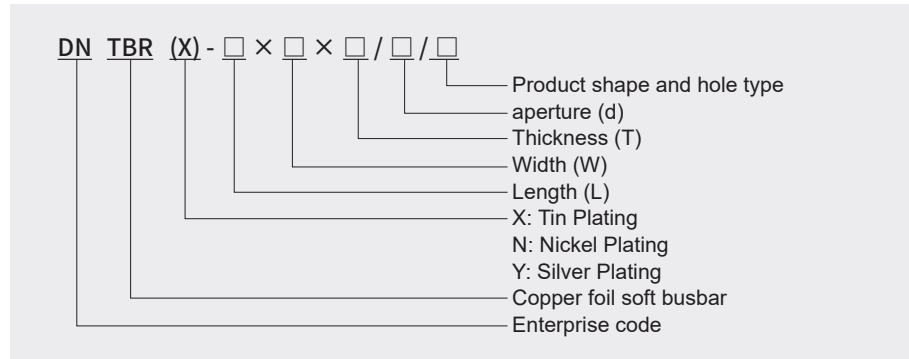 DN TBR (X) - □ × □ × □ / □ / □
Product shape and hole type
aperture (d)
Thickness (T)
Width (W)
Length (L)
X: Tin Plating
N: Nickel Plating
Y: Silver Plating
Copper foil soft busbar
Enterprise code